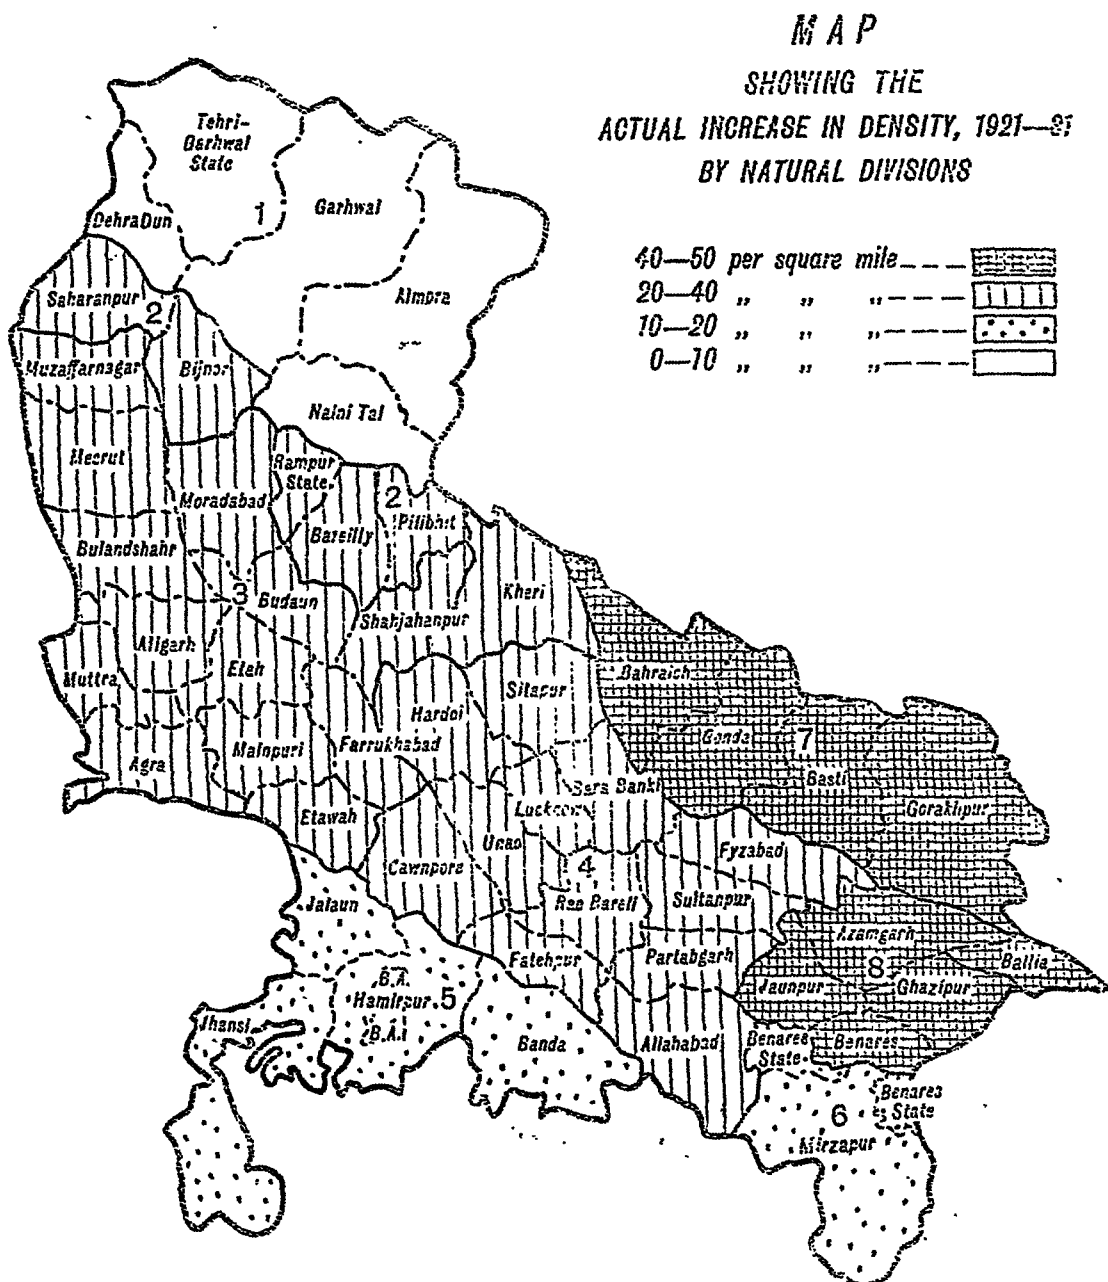 MAP
SHOWING THE
ACTUAL INCREASE IN DENSITY, 1921—31
BY NATURAL DIVISIONS
40—50 per square mile
20—40 „ „ „
10—20 „ „ „
0—10 „ „ „
Tehri-
Garhwal
State
1
Garhwal
Dehra Dun
Almora
Saharanpur
2
Muzaffarnagar
Bijnor
Naini Tal
Meerut
Rampur
State
Moradabad
2
Pilibhit
Bareilly
Bulandshahr
3
Budaun
Kheri
Shahjahanpur
Aligarh
Etah
Muttra
Bahraich
Sitapur
Hardoi
Gonda
7
Mainpuri
Farrukhabad
Agra
Basti
Bara Banki
Gorakhpur
Lucknow
Etawah
Unao
Fyzabad
Cawnpore
4
Rae Bareli
Sultanpur
Jalaun
Azamgarh
Fatehpur
Partabgarh
8
Ballia
B.A.
Hamirpur
5
Jaunpur
Ghazipur
Jhansi
B.A.
Banda
Allahabad
Benares
State
Benares
6
Benares
State
Mirzapur